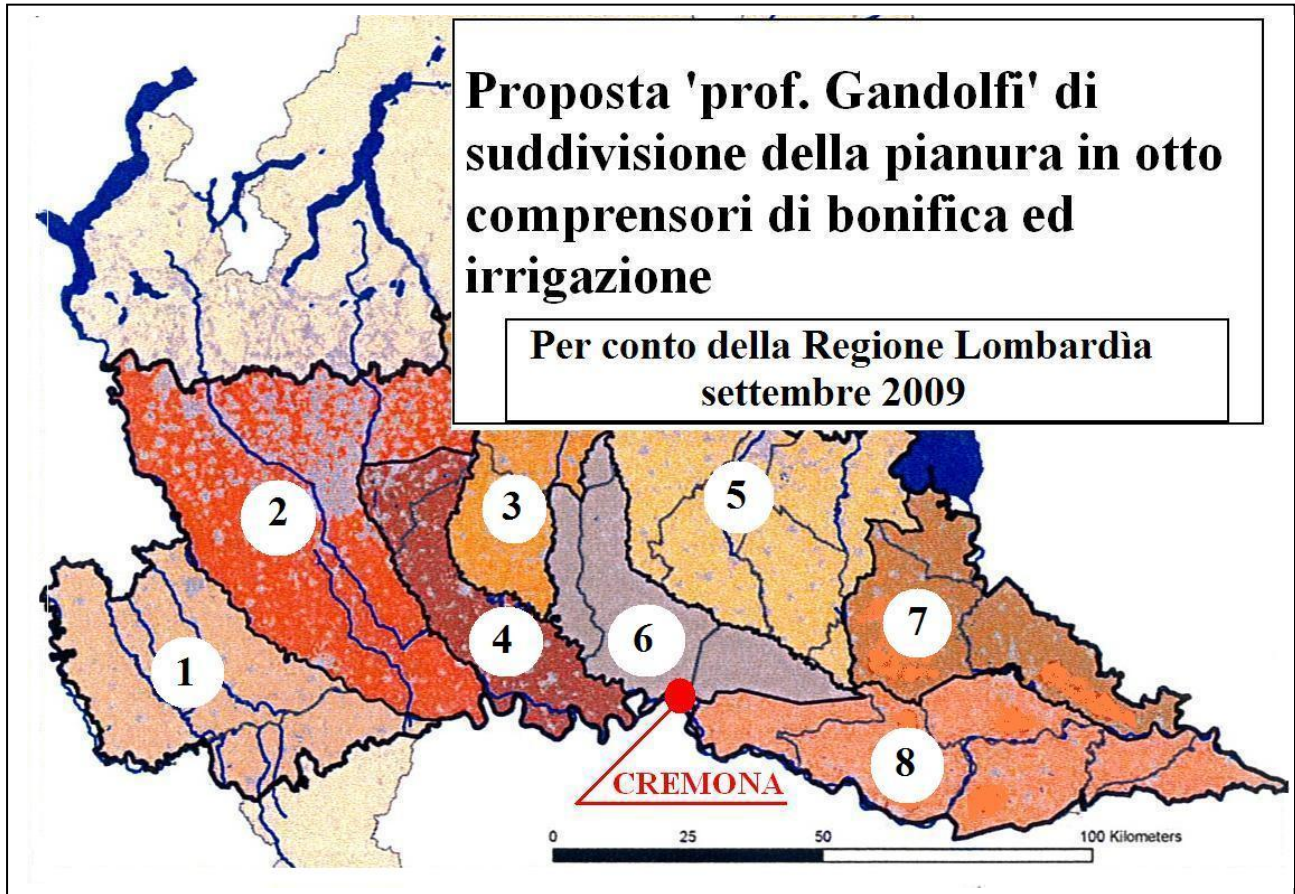 Proposta 'prof. Gandolfi' di
suddivisione della pianura in otto
comprensori di bonifica ed
irrigazione
Per conto della Regione Lombardìa
settembre 2009
1
2
3
4
5
6
7
8
CREMONA
0 25 50 100 Kilometers